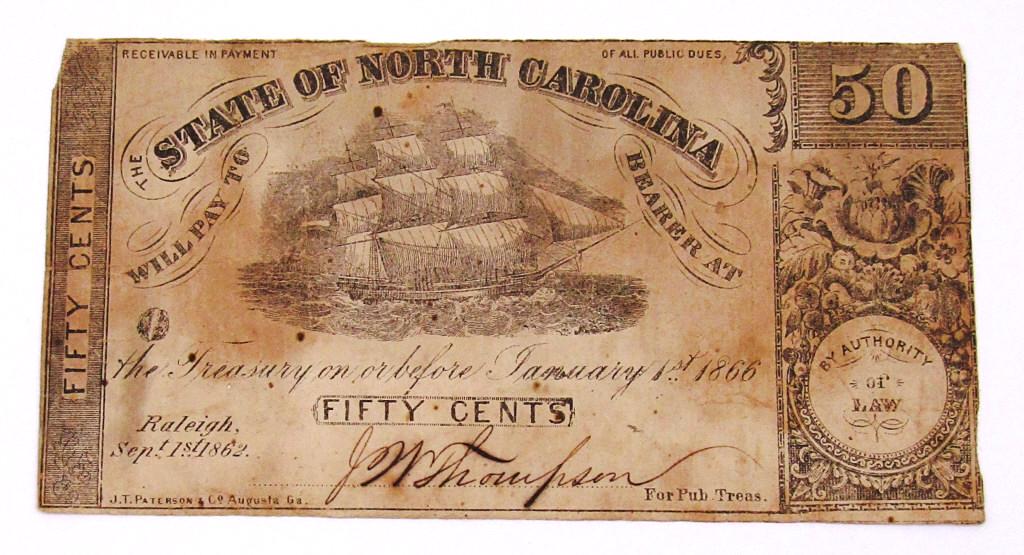 RECEIVABLE IN PAYMENT OF ALL PUBLIC DUES,
THE STATE OF NORTH CAROLINA
50
WILL PAY TO BEARER AT
FIFTY CENTS
the Treasury on or before January 1st 1866
FIFTY CENTS
BY AUTHORITY
OF
LAW
Raleigh,
Sept. 1st 1862.
J W Thompson
J.T. PATERSON & Co Augusta Ga.
For Pub. Treas.